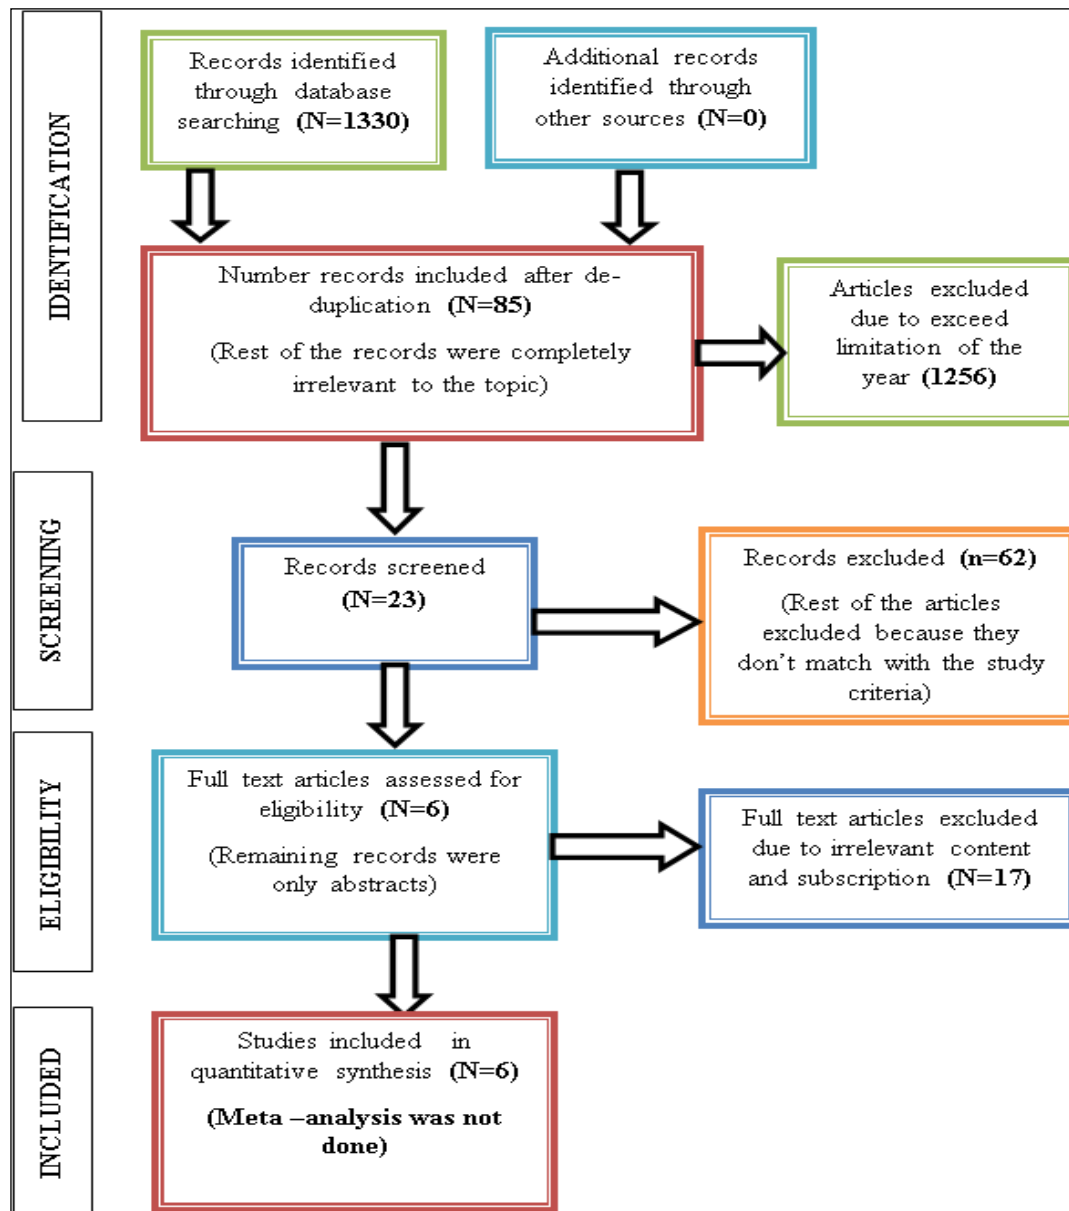 IDENTIFICATION
Records identified
through database
searching (N=1330)
Additional records
identified through
other sources (N=0)
Number records included after de-
duplication (N=85)
(Rest of the records were completely
irrelevant to the topic)
Articles excluded
due to exceed
limitation of the
year (1256)
SCREENING
Records screened
(N=23)
Records excluded (n=62)
(Rest of the articles
excluded because they
don't match with the study
criteria)
ELIGIBILITY
Full text articles assessed for
eligibility (N=6)
(Remaining records were
only abstracts)
Full text articles excluded
due to irrelevant content
and subscription (N=17)
INCLUDED
Studies included in
quantitative synthesis (N=6)
(Meta –analysis was not
done)